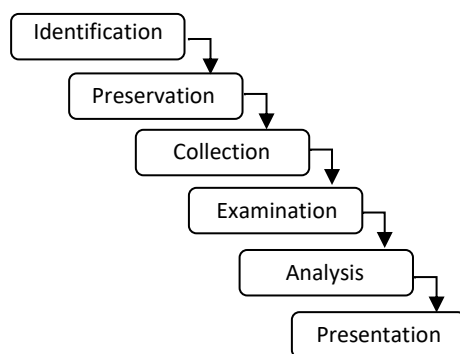 Identification
Preservation
Collection
Examination
Analysis
Presentation